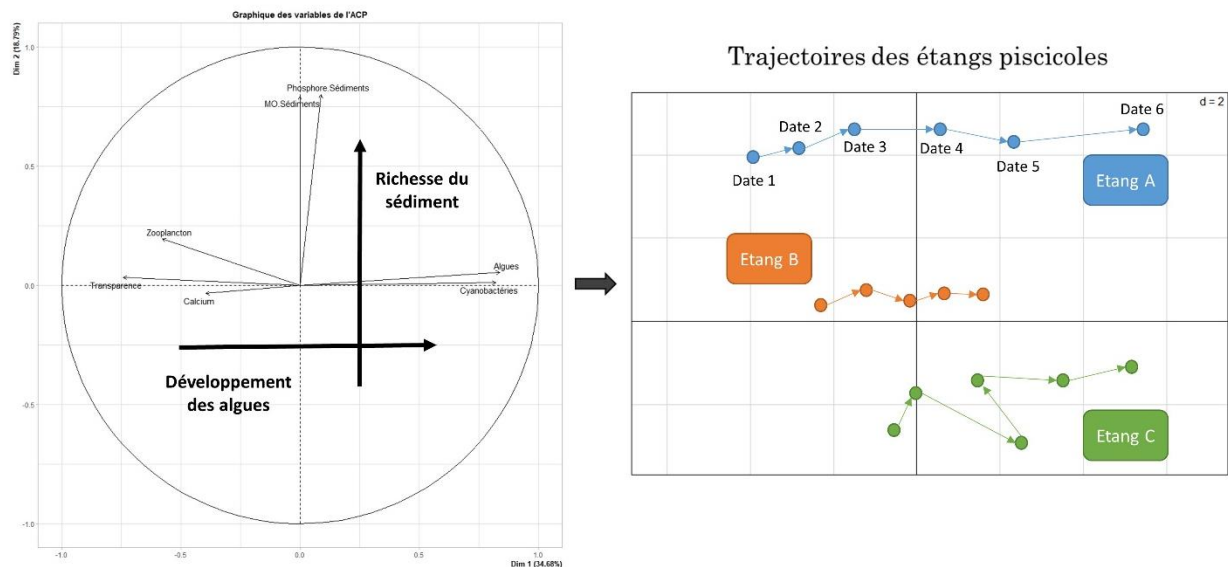 Graphique des variables de l'ACP
Dim 2 (18.79%)
1.0
0.5
0.0
-0.5
-1.0
Phosphore.Sédiments
MO.Sédiments
Richesse du
sédiment
Zooplancton
Transparence
Calcium
Algues
Cyanobactéries
Développement
des algues
-1.0
-0.5
0.0
0.5
1.0
Dim 1 (34.68%)
Trajectoires des étangs piscicoles
d = 2
Date 1
Date 2
Date 3
Date 4
Date 5
Date 6
Etang A
Etang B
Etang C